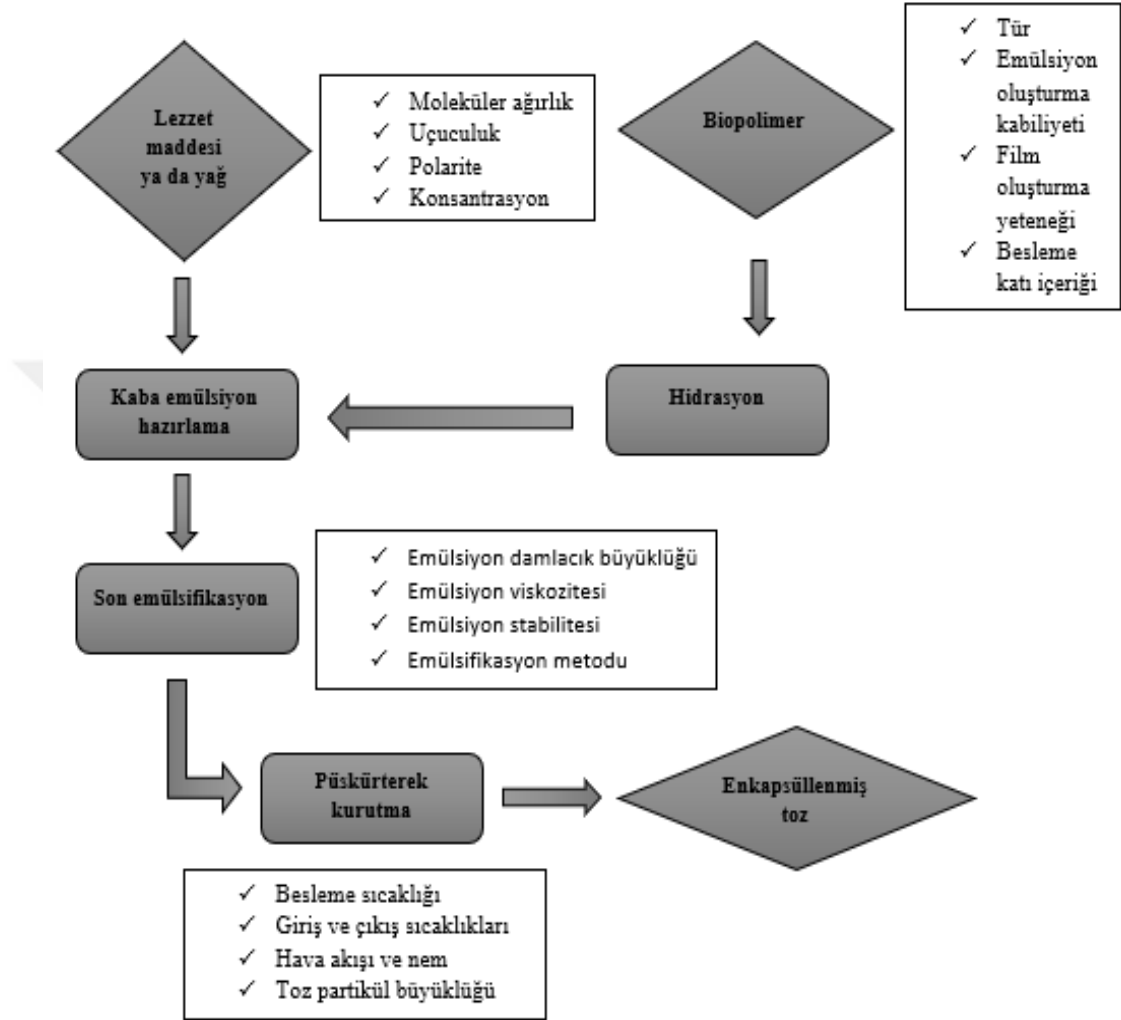 Lezzet
maddesi
ya da yağ
✓ Moleküler ağırlık
✓ Uçuculuk
✓ Polarite
✓ Konsantrasyon
Biopolimer
✓ Tür
✓ Emülsiyon
oluşturma
kabiliyeti
✓ Film
oluşturma
yeteneği
✓ Besleme
katı içeriği
Kaba emülsiyon
hazırlama
Hidrasyon
Son emülsifikasyon
✓ Emülsiyon damlacık büyüklüğü
✓ Emülsiyon viskozitesi
✓ Emülsiyon stabilitesi
✓ Emülsifikasyon metodu
Püskürterek
kurutma
Enkapsüllenmiş
toz
✓ Besleme sıcaklığı
✓ Giriş ve çıkış sıcaklıkları
✓ Hava akışı ve nem
✓ Toz partikül büyüklüğü